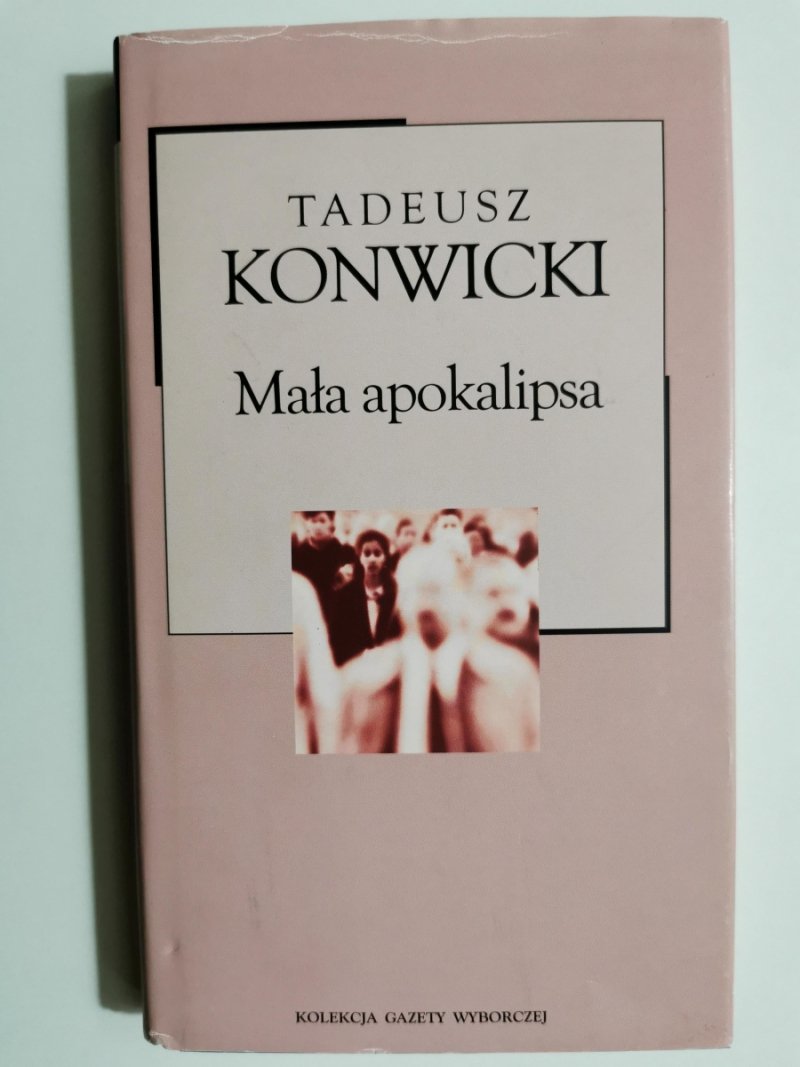 TADEUSZ
KONWICKI
Mała apokalipsa
KOLEKCJA GAZETY WYBORCZEJ